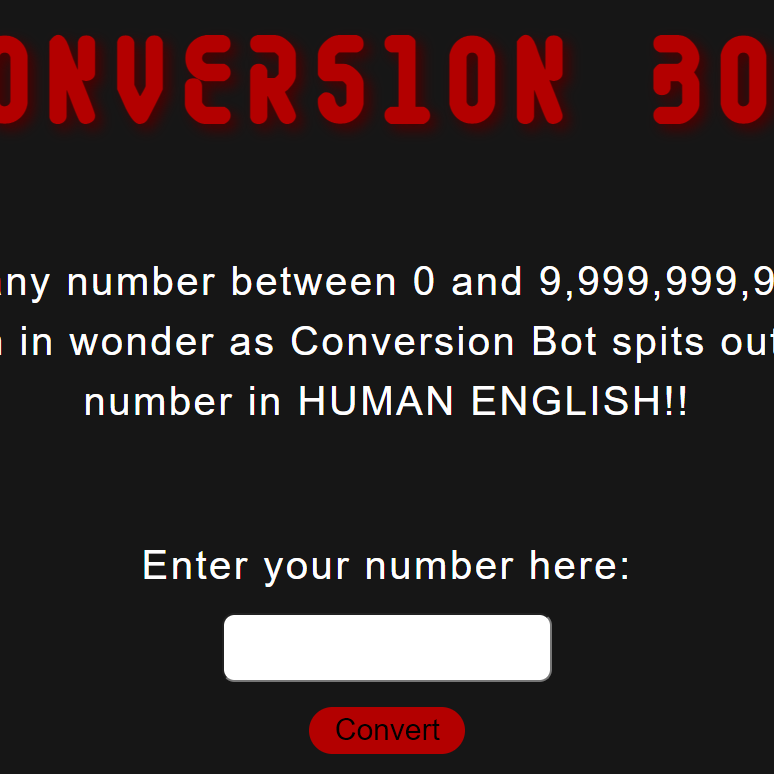 ONVERSION BO
any number between 0 and 9,999,999,9
in wonder as Conversion Bot spits out
number in HUMAN ENGLISH!!
Enter your number here:
Convert